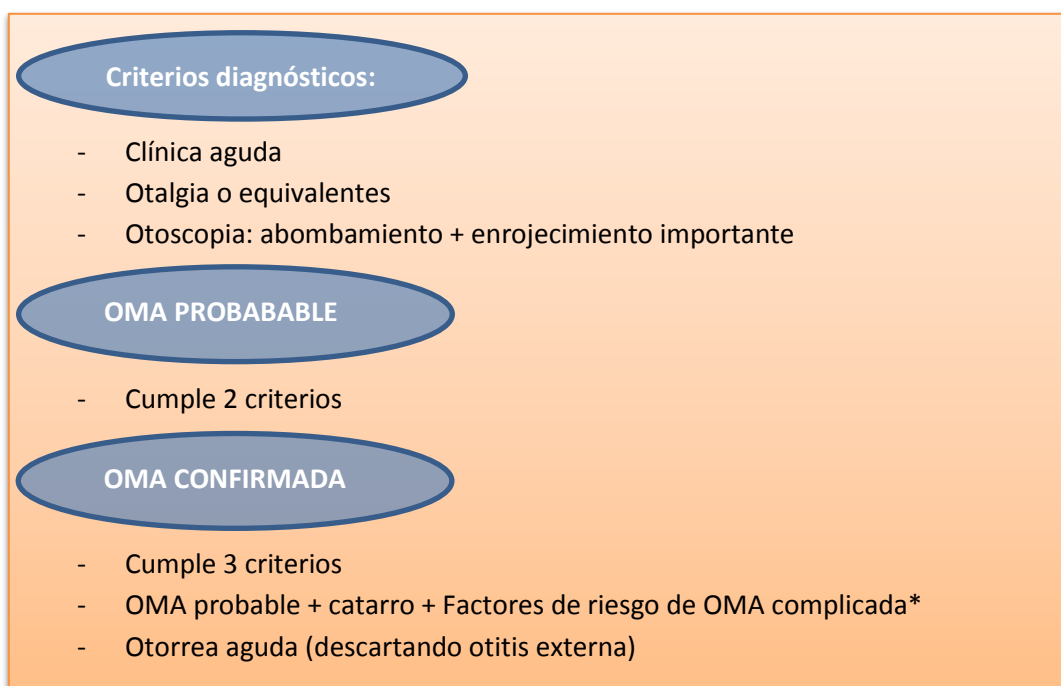 Criterios diagnósticos:
- Clínica aguda
- Otalgia o equivalentes
- Otoscopia: abombamiento + enrojecimiento importante
OMA PROBABABLE
- Cumple 2 criterios
OMA CONFIRMADA
- Cumple 3 criterios
- OMA probable + catarro + Factores de riesgo de OMA complicada*
- Otorrea aguda (descartando otitis externa)